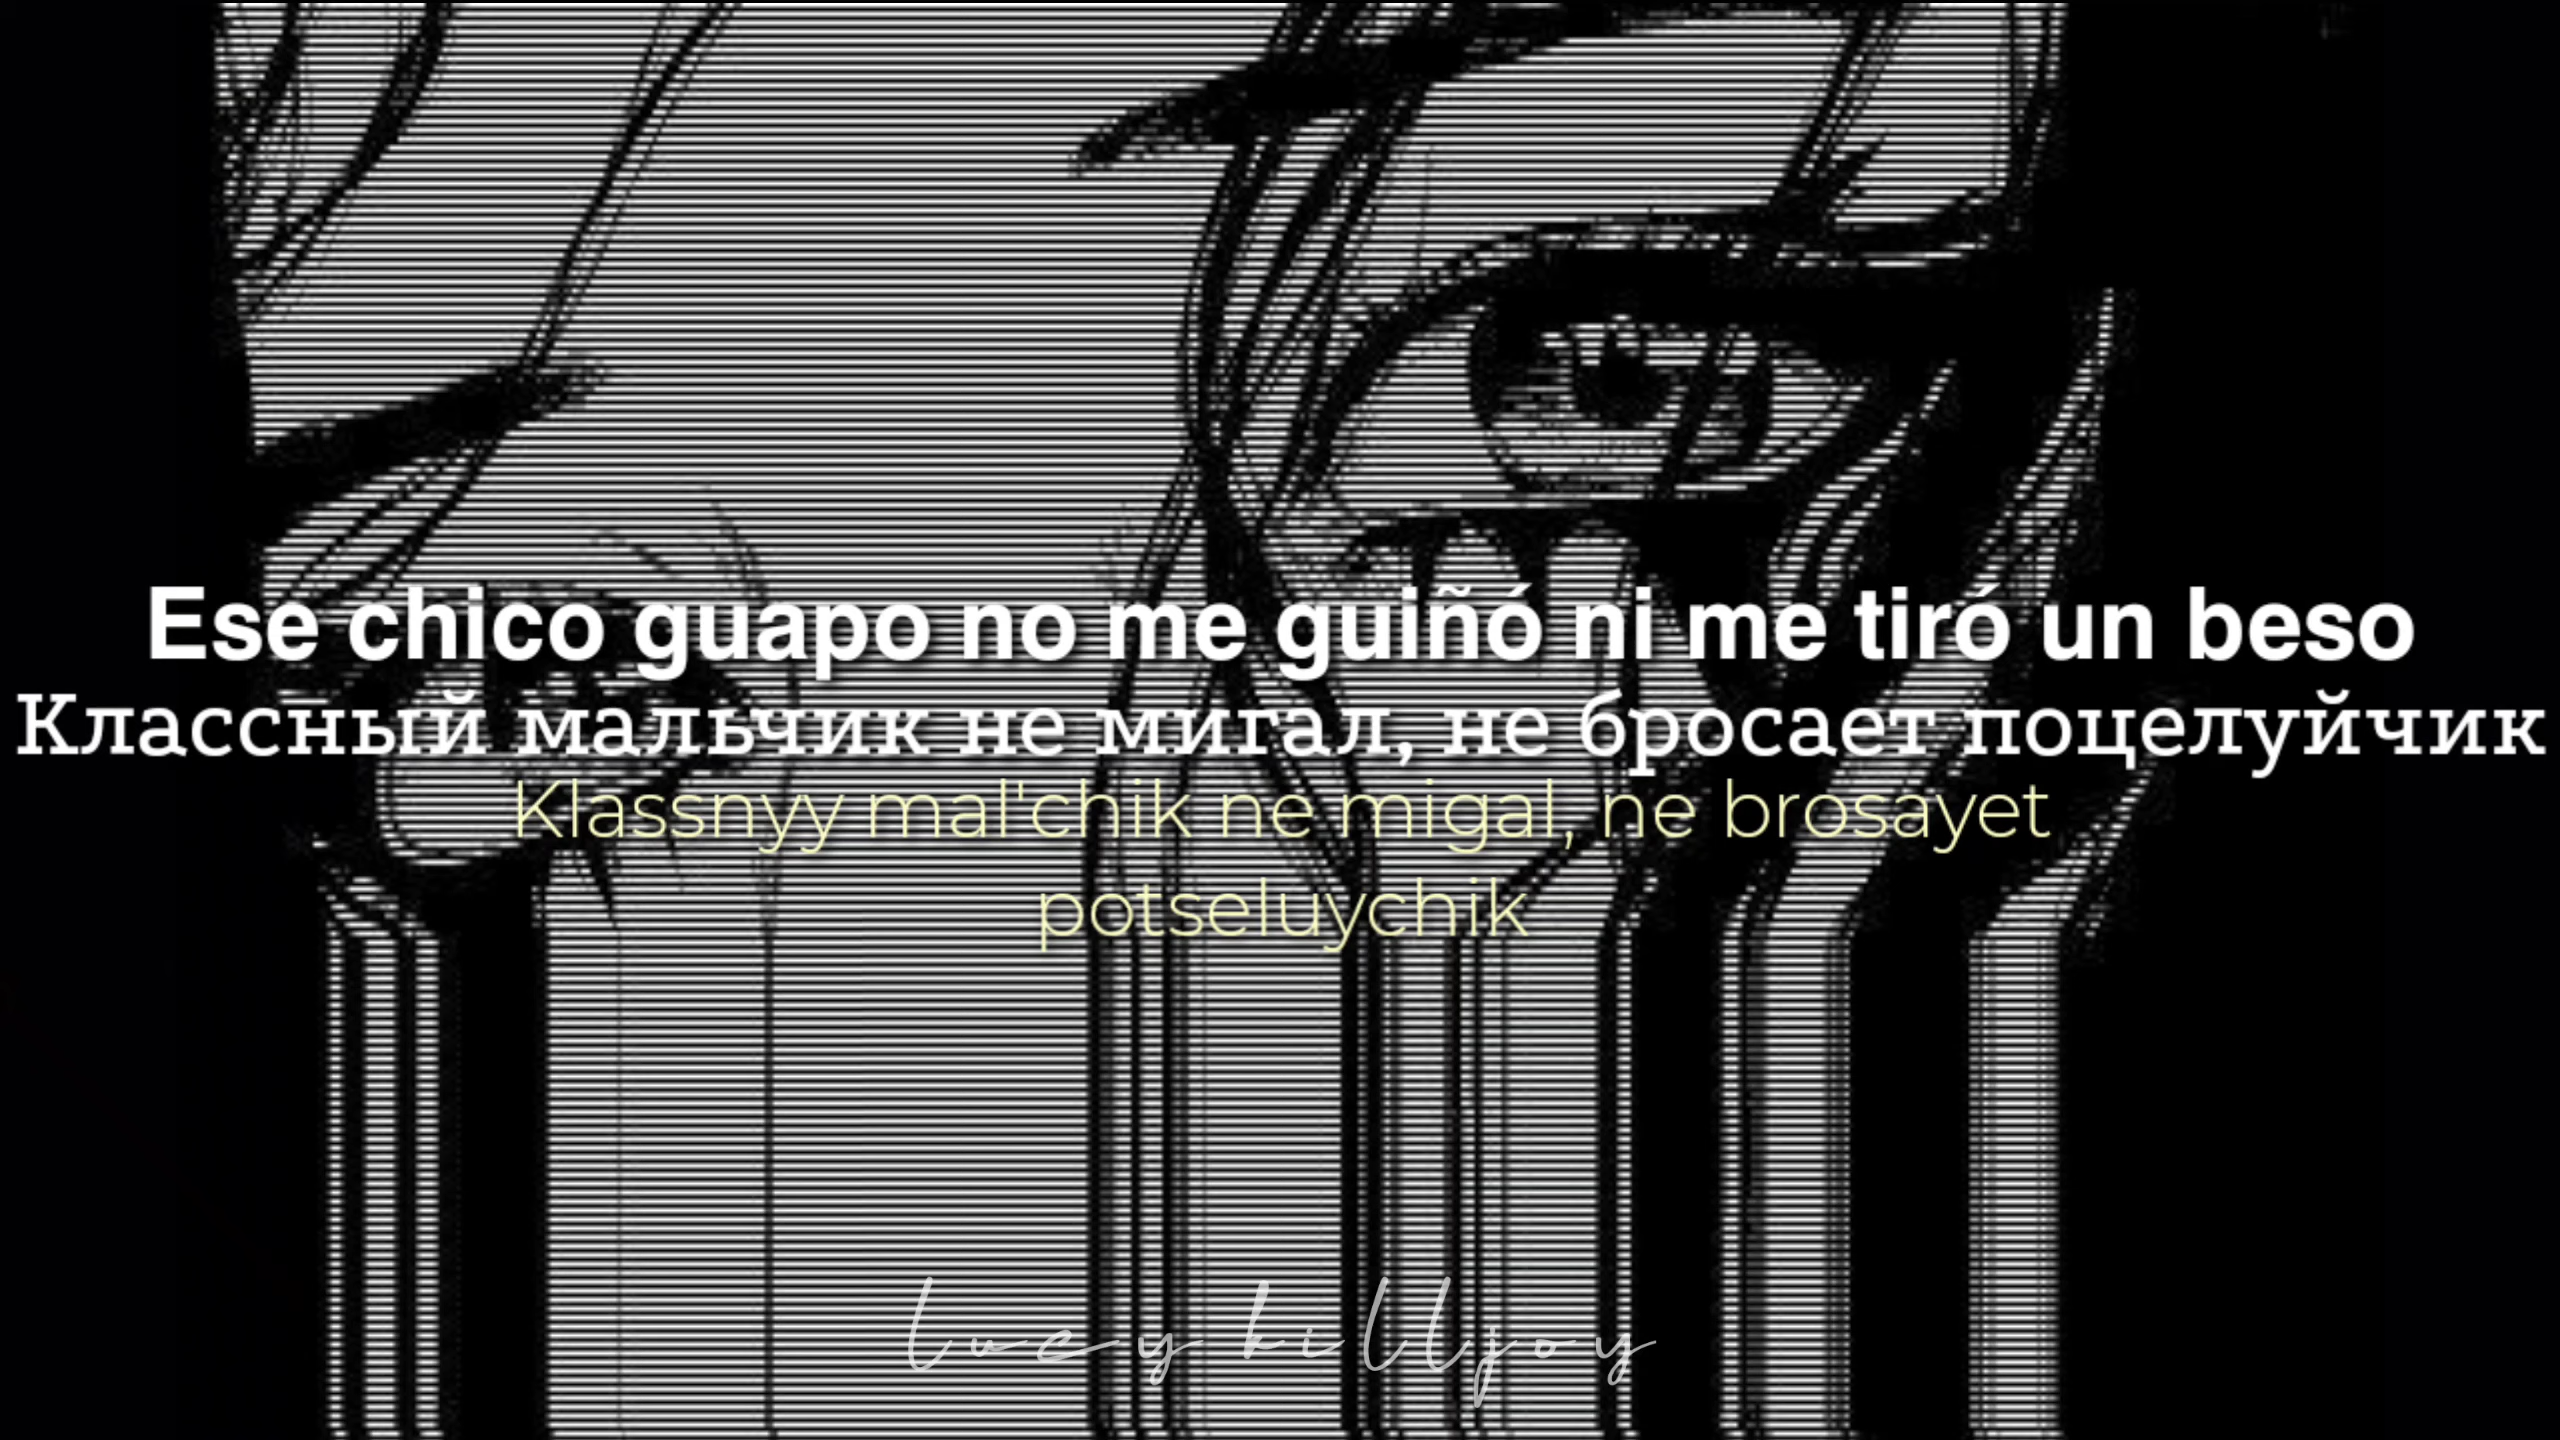 Ese chico guapo no me guiñó ni me tiró un beso
Классный мальчик не мигал, не бросает поцелуйчик
Klassnyy mal'chik ne migal, ne brosayet
potseluychik
lucy killjoy